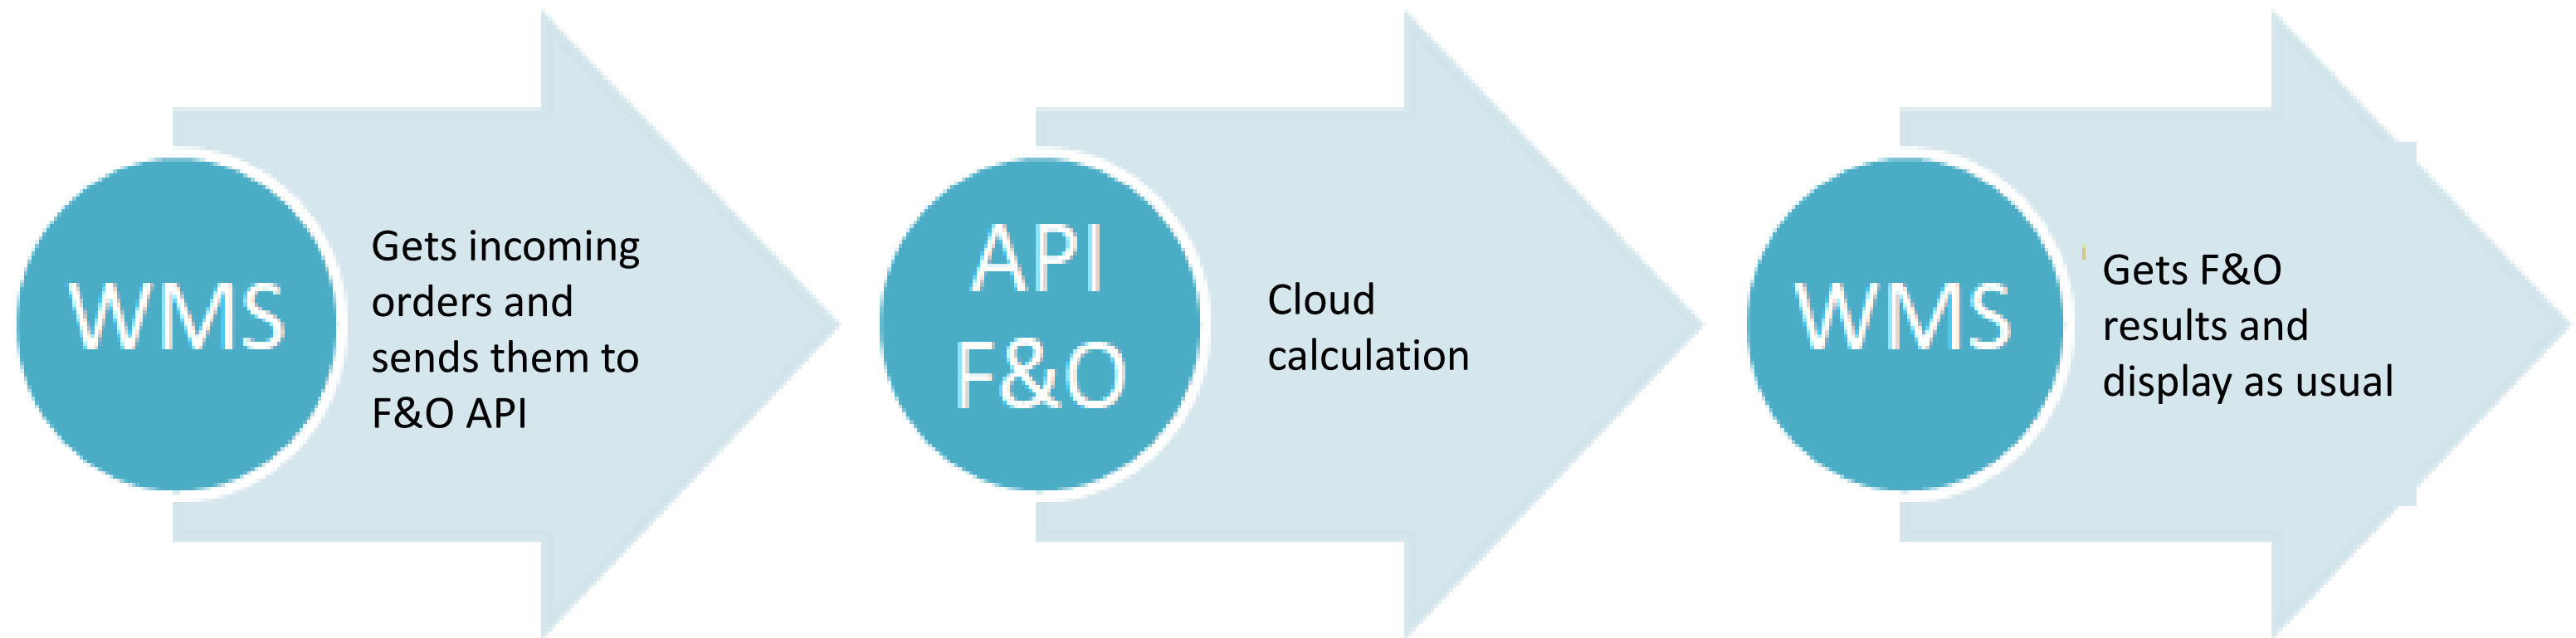 WMS
Gets incoming
orders and
sends them to
F&O API
API
F&O
Cloud
calculation
WMS
Gets F&O
results and
display as usual